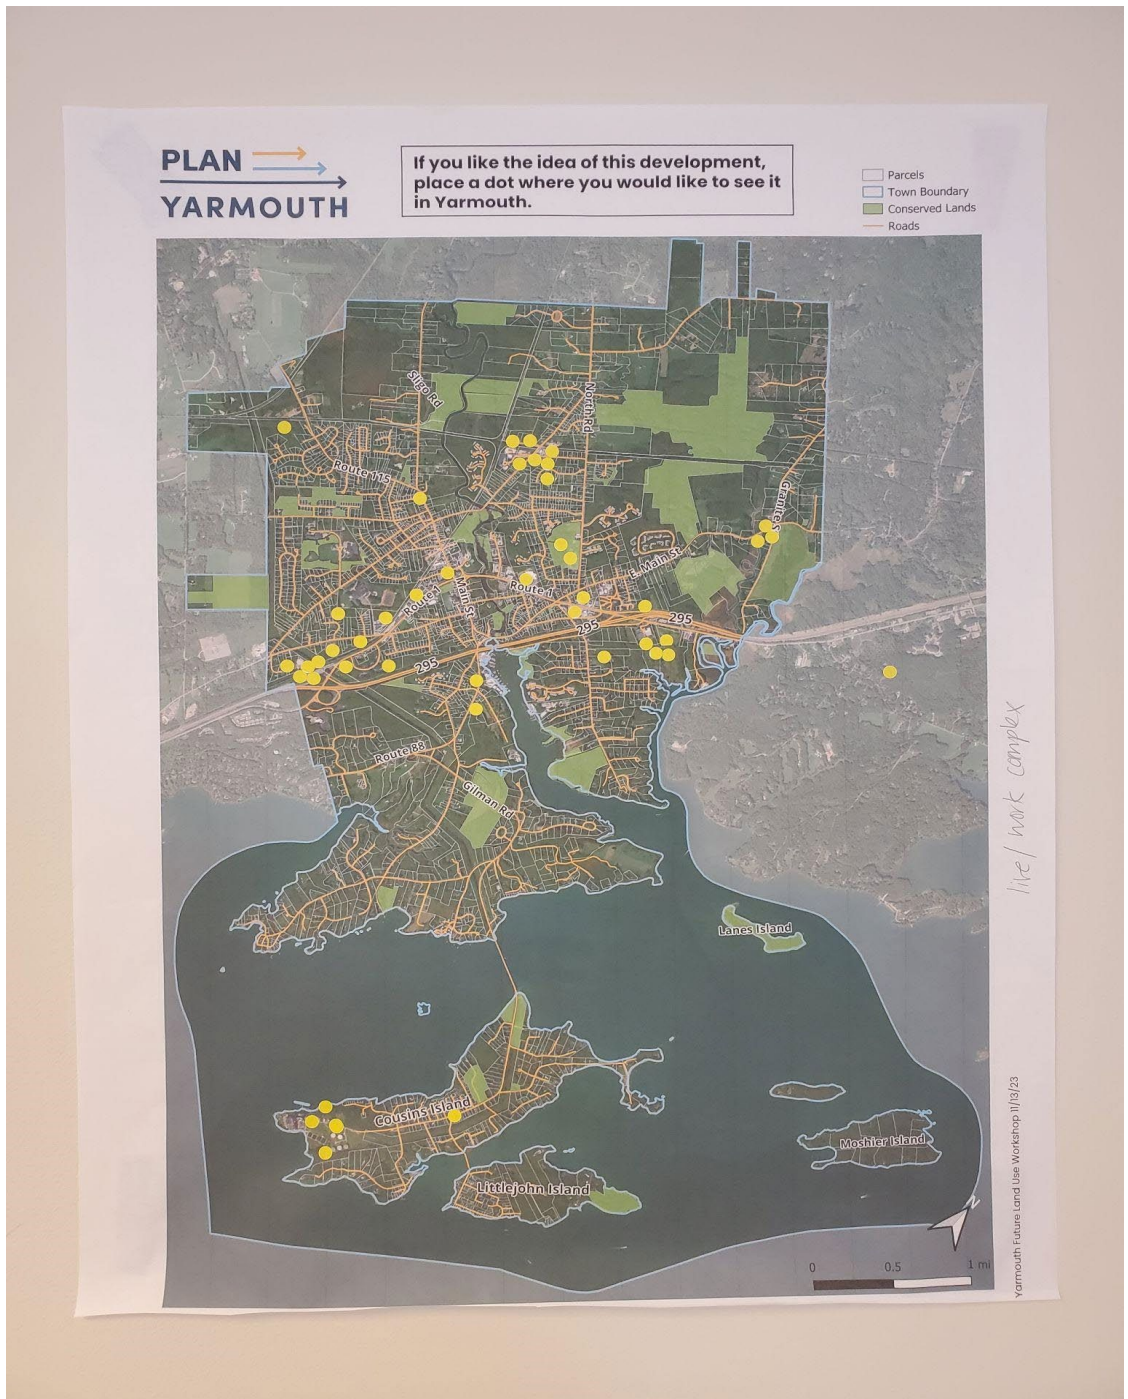 PLAN
YARMOUTH
If you like the idea of this development,
place a dot where you would like to see it
in Yarmouth.
Parcels
Town Boundary
Conserved Lands
Roads
Sligo Rd
North Rd
Route 115
Granite S
E. Main St
Route 1
Route 1
Main St
295
295
295
Route 88
Gilman Rd
Lanes Island
Cousins Island
Moshier Island
Littlejohn Island
N
0 0.5 1 mi
live/work complex
Yarmouth Future Land Use Workshop 11/13/23